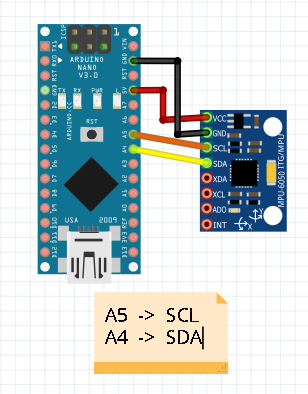 ICSP
1
ARDUINO
NANO
V3.0
TX RX PWR L
RST
ARDUINO.CC
USA 2009
TX1
RX0
RST
GND
D2
D3
D4
D5
D6
D7
D8
D9
D10
D11
D12
VIN
GND
RST
5V
A7
A6
A5
A4
A3
A2
A1
A0
REF
3V3
D13
VCC
GND
SCL
SDA
XDA
XCL
ADO
INT
MPU-6050 ITG/MPU
X
Y
A5 -> SCL
A4 -> SDA